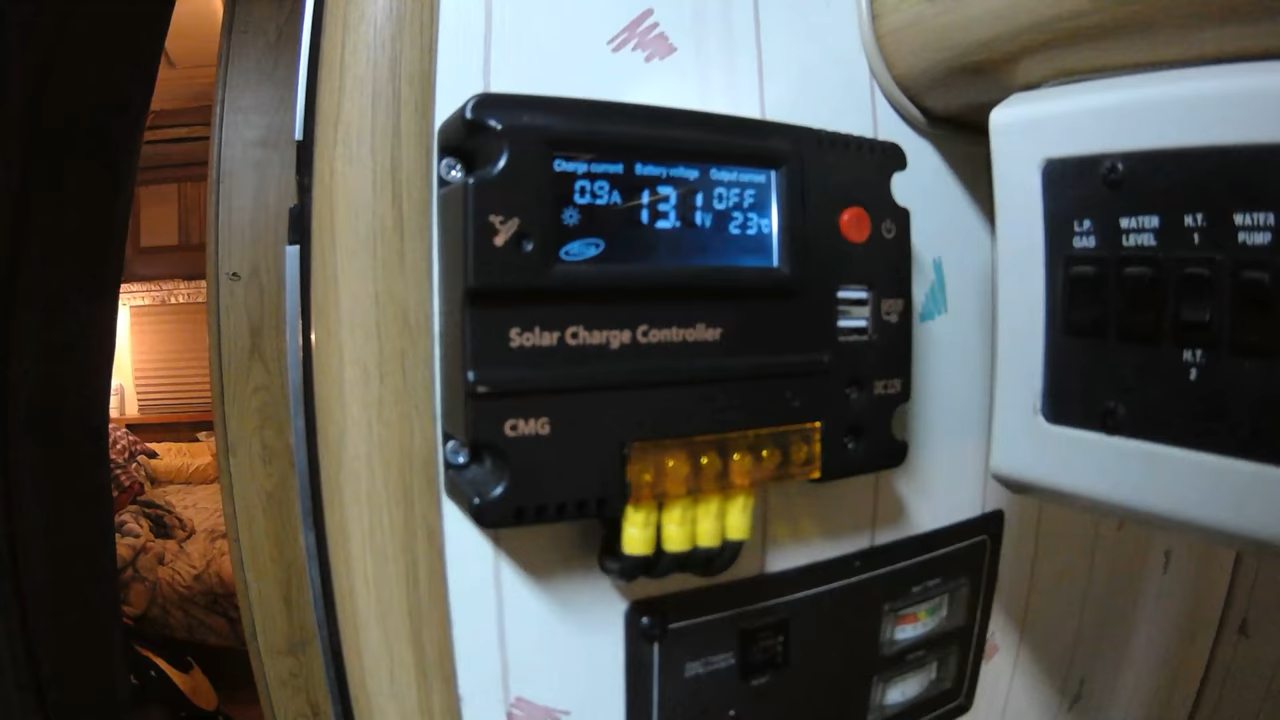 Charge current Battery voltage Output current
0.9A 13.1V OFF
23℃
Solar Charge Controller
DC12V
CMG
L.P. GAS
WATER LEVEL
H.T. 1
WATER PUMP
H.T. 2